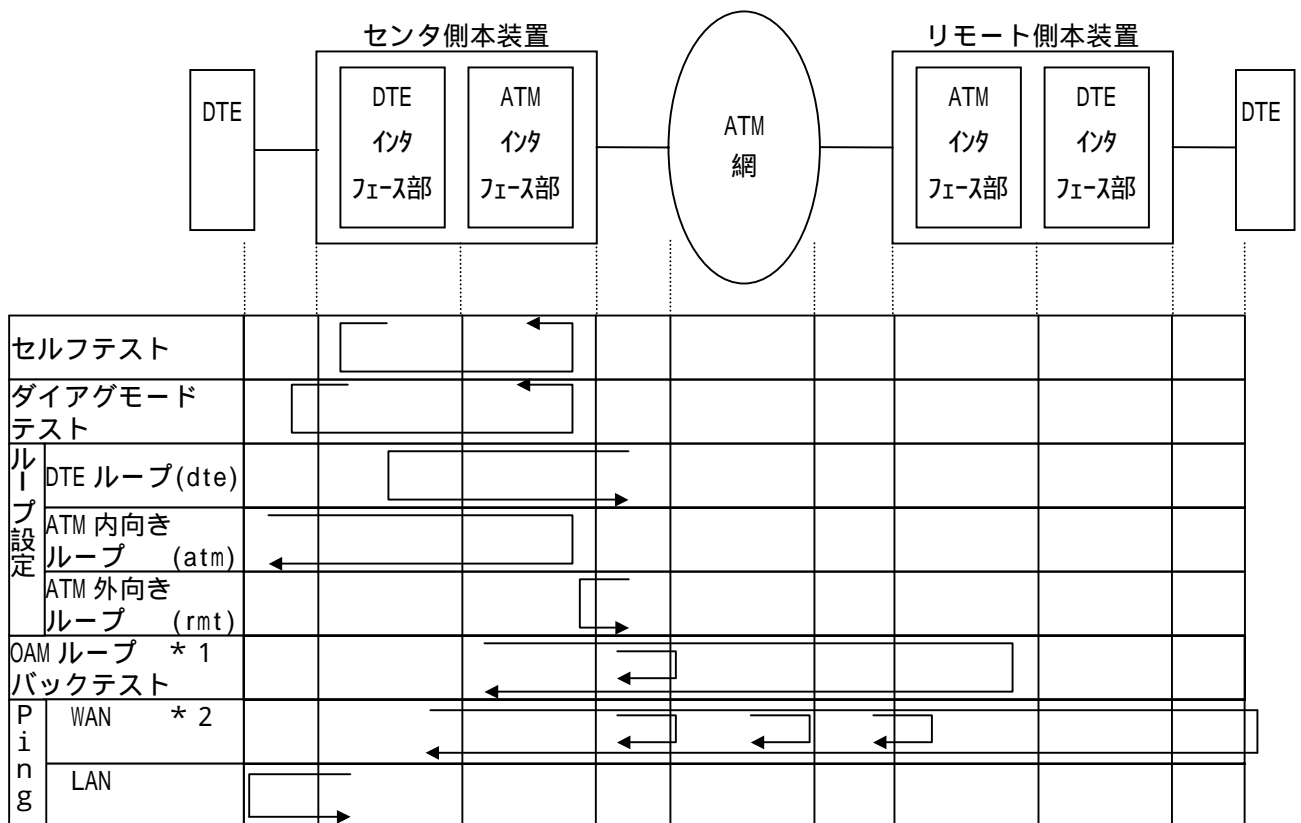 センタ側本装置
リモート側本装置
DTE
DTE
インタ
フェース部
ATM
インタ
フェース部
ATM
網
ATM
インタ
フェース部
DTE
インタ
フェース部
DTE
セルフテスト
ダイアグモード
テスト
ループ設定
DTE ループ(dte)
ATM 内向き
ループ (atm)
ATM 外向き
ループ (rmt)
OAM ループ *1
バックテスト
Ping
WAN *2
LAN